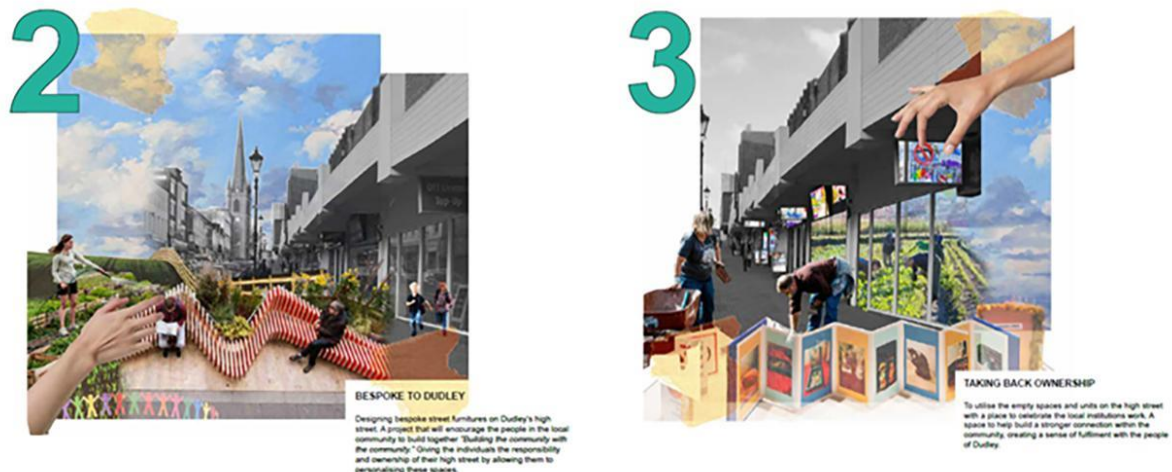 2
BESPOKE TO DUDLEY
Designing bespoke street furnitures on Dudley's high
street. A project that will encourage the people in the local
community to build together "Building the community with
the community." Giving the individuals the responsibility
and ownership of their high street by allowing them to
personalising these spaces.
3
TAKING BACK OWNERSHIP
To utilise the empty spaces and units on the high street
with a place to celebrate the local institutions work. A
space to help build a stronger connection within the
community, creating a sense of fulfilment with the people
of Dudley.